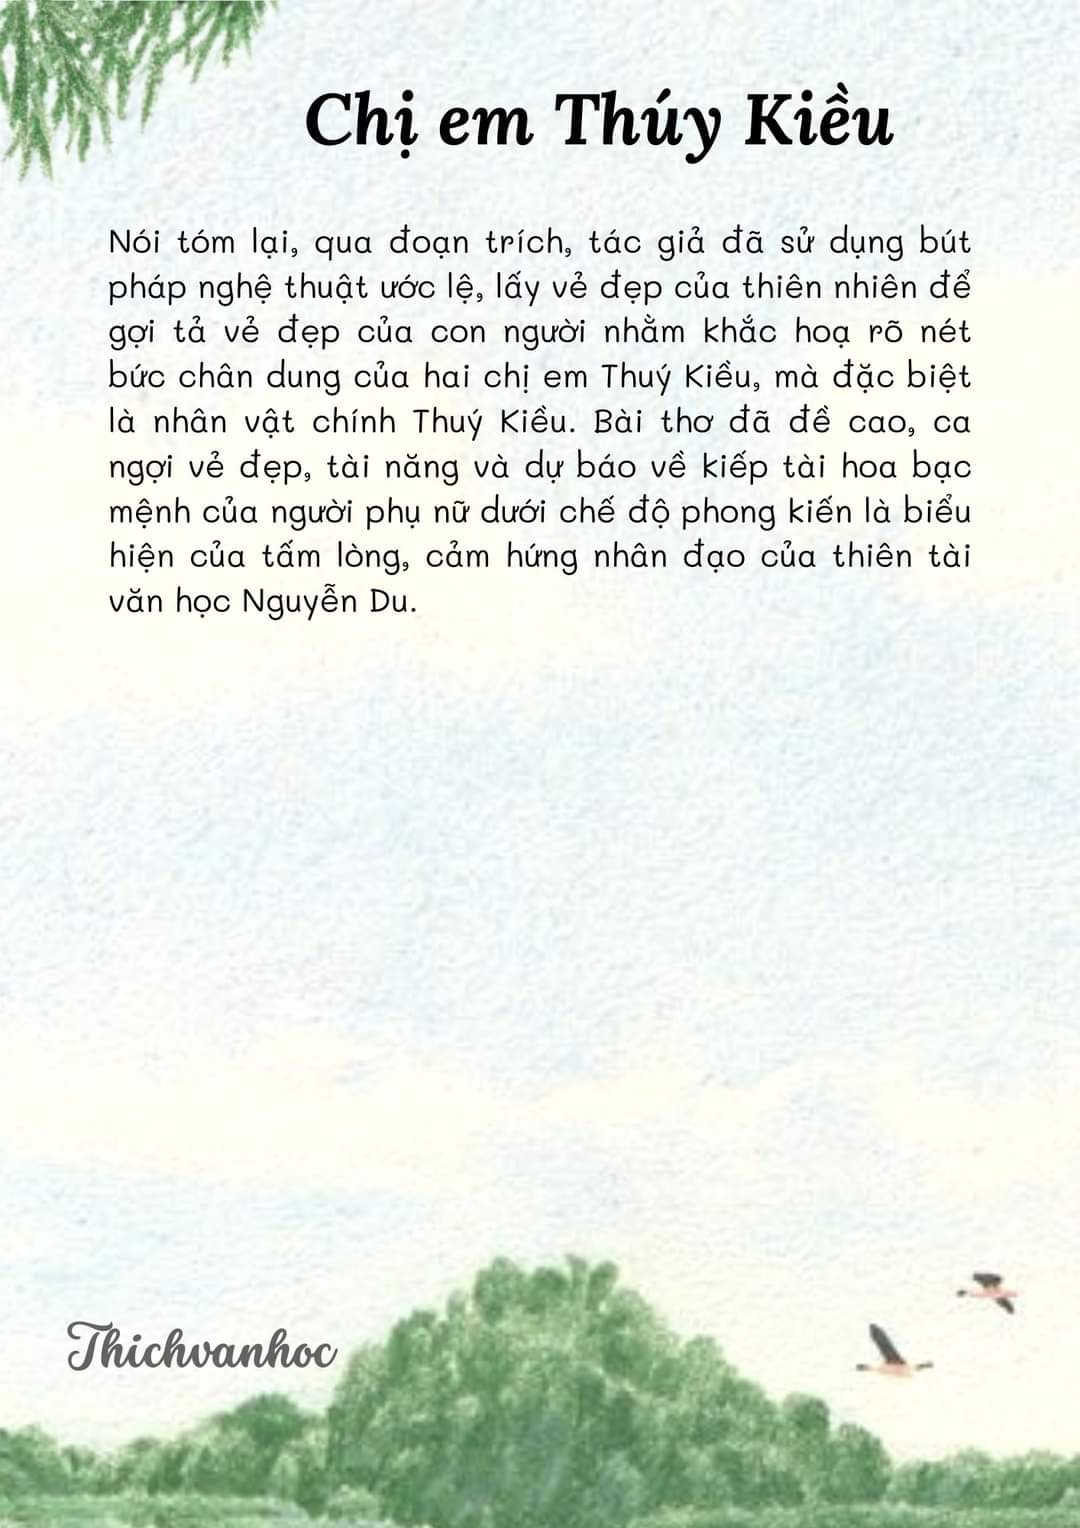 Chị em Thúy Kiều
Nói tóm lại, qua đoạn trích, tác giả đã sử dụng bút
pháp nghệ thuật ước lệ, lấy vẻ đẹp của thiên nhiên để
gợi tả vẻ đẹp của con người nhằm khắc hoạ rõ nét
bức chân dung của hai chị em Thuý Kiều, mà đặc biệt
là nhân vật chính Thuý Kiều. Bài thơ đã đề cao, ca
ngợi vẻ đẹp, tài năng và dự báo về kiếp tài hoa bạc
mệnh của người phụ nữ dưới chế độ phong kiến là biểu
hiện của tấm lòng, cảm hứng nhân đạo của thiên tài
văn học Nguyễn Du.
Thichvanhoc